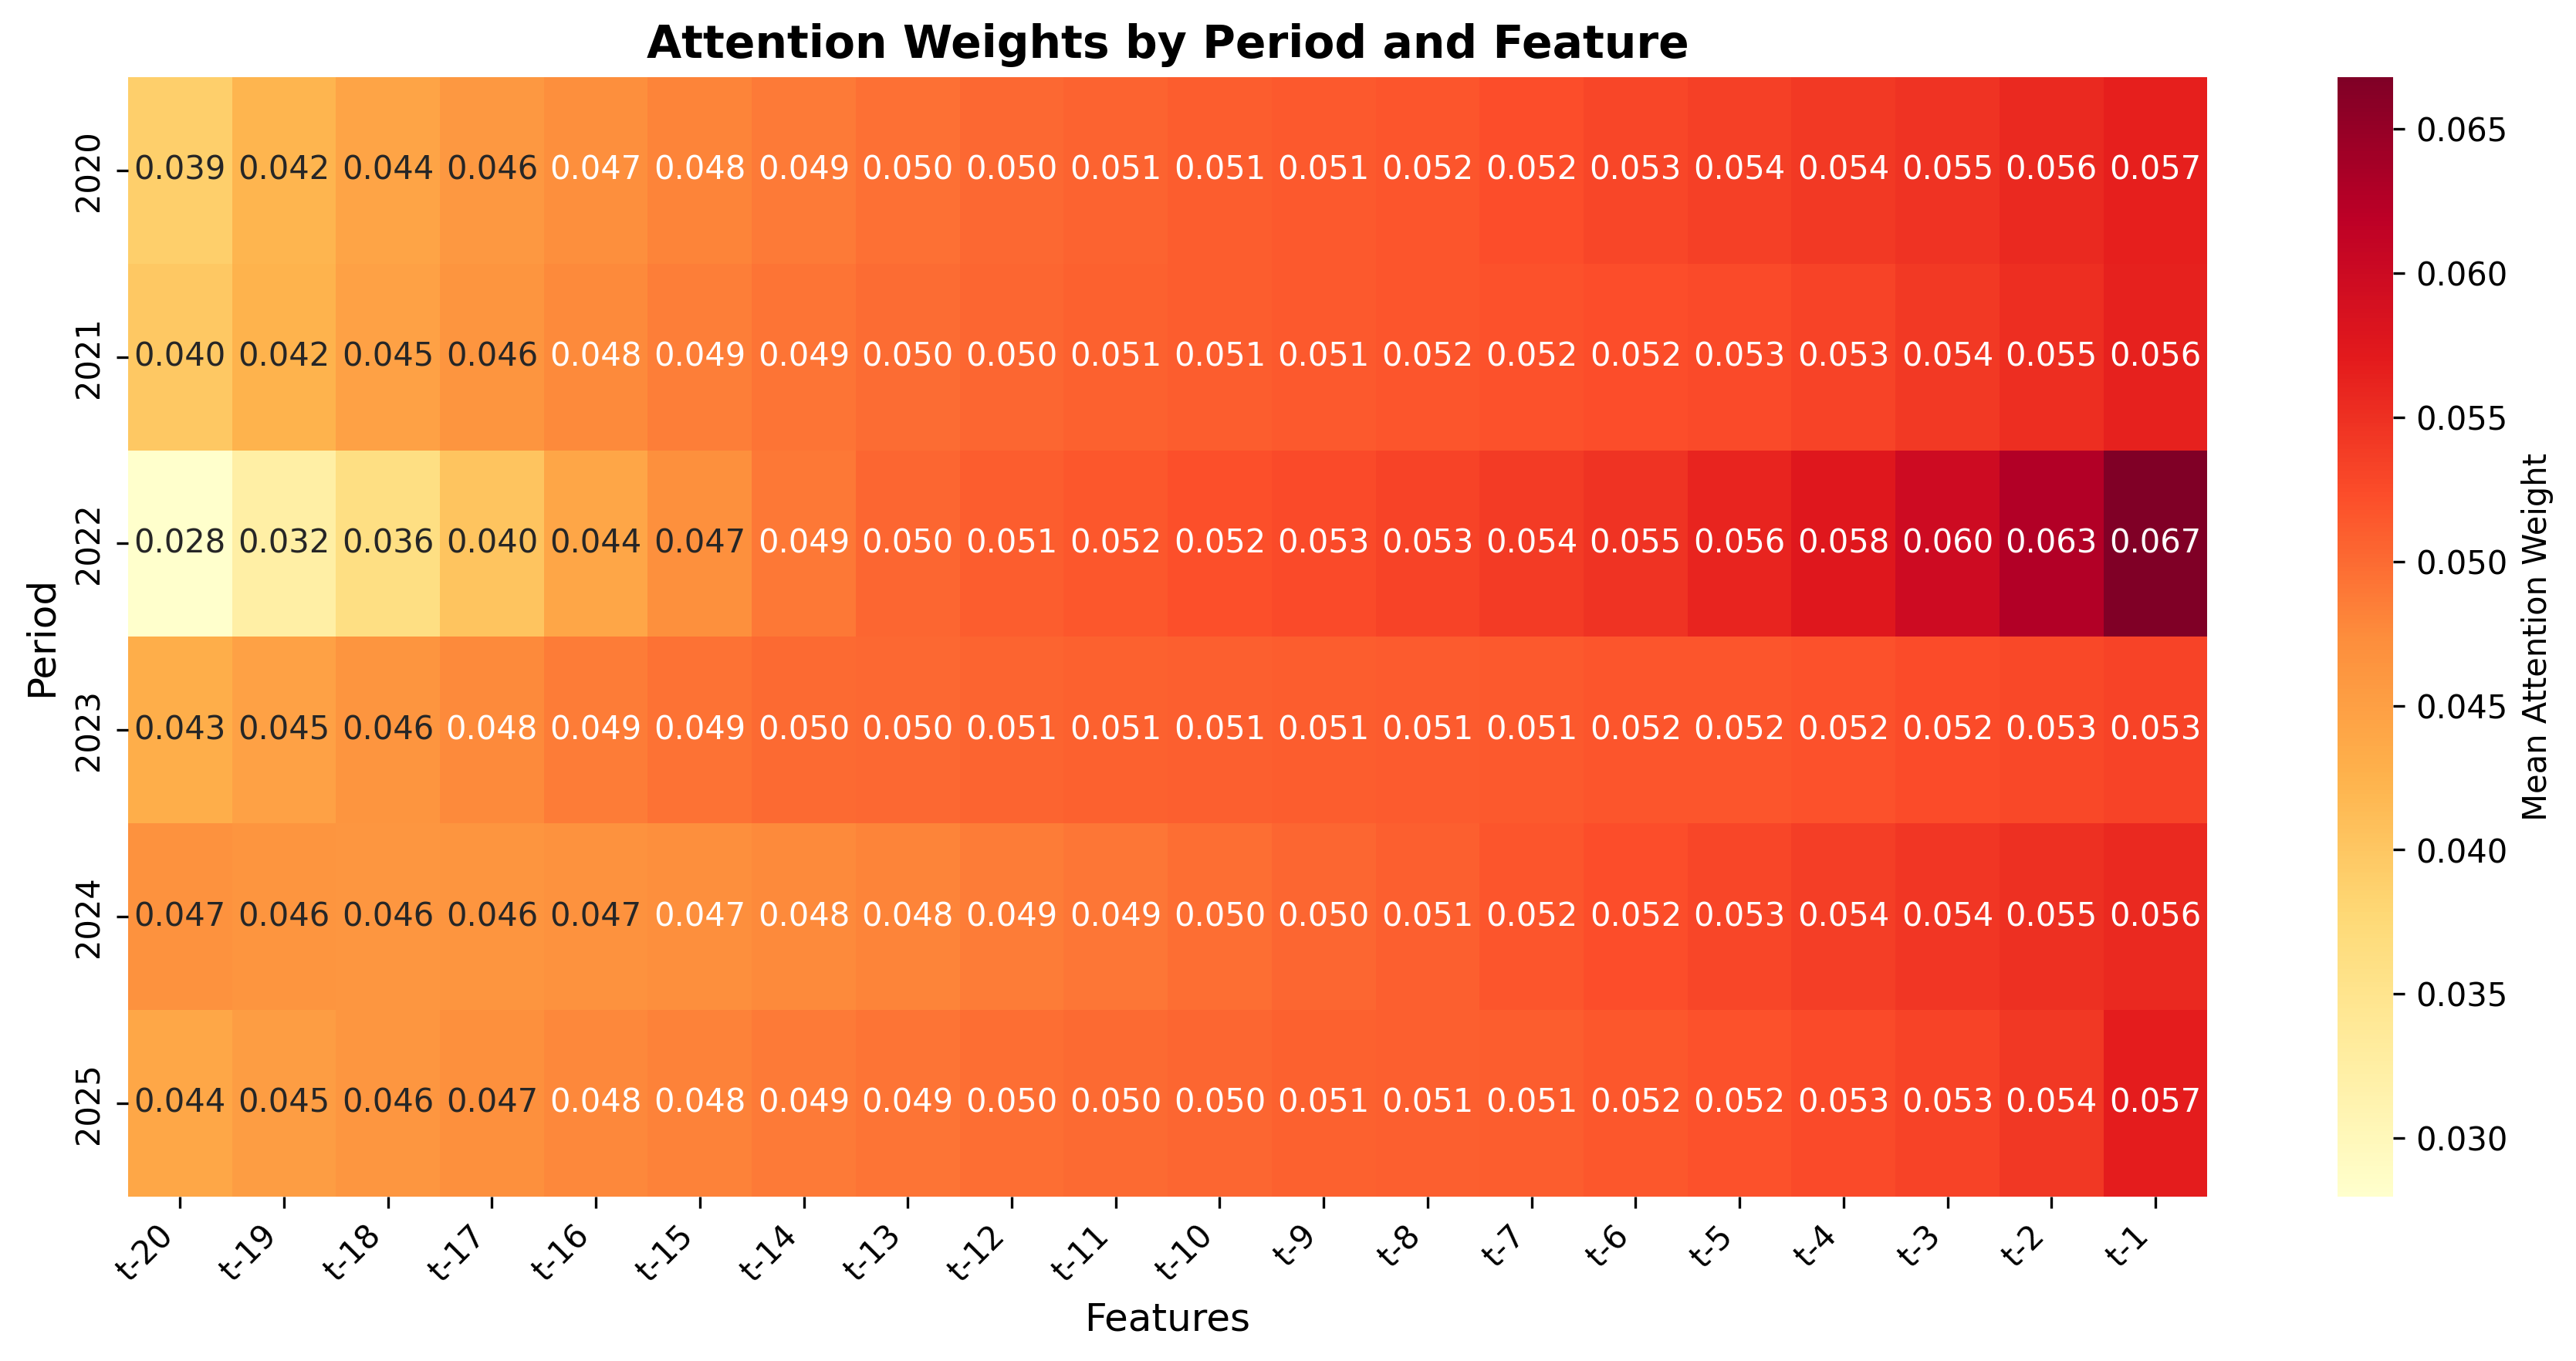 Attention Weights by Period and Feature
Period
2020 0.039 0.042 0.044 0.046 0.047 0.048 0.049 0.050 0.050 0.051 0.051 0.051 0.052 0.052 0.053 0.054 0.054 0.055 0.056 0.057
2021 0.040 0.042 0.045 0.046 0.048 0.049 0.049 0.050 0.050 0.051 0.051 0.051 0.052 0.052 0.052 0.053 0.053 0.054 0.055 0.056
2022 0.028 0.032 0.036 0.040 0.044 0.047 0.049 0.050 0.051 0.052 0.052 0.053 0.053 0.054 0.055 0.056 0.058 0.060 0.063 0.067
2023 0.043 0.045 0.046 0.048 0.049 0.049 0.050 0.050 0.051 0.051 0.051 0.051 0.051 0.051 0.052 0.052 0.052 0.052 0.053 0.053
2024 0.047 0.046 0.046 0.046 0.047 0.047 0.048 0.048 0.049 0.049 0.050 0.050 0.051 0.052 0.052 0.053 0.054 0.054 0.055 0.056
2025 0.044 0.045 0.046 0.047 0.048 0.048 0.049 0.049 0.050 0.050 0.050 0.051 0.051 0.051 0.052 0.052 0.053 0.053 0.054 0.057
t-20 t-19 t-18 t-17 t-16 t-15 t-14 t-13 t-12 t-11 t-10 t-9 t-8 t-7 t-6 t-5 t-4 t-3 t-2 t-1
Features
0.065
0.060
0.055
0.050
0.045
0.040
0.035
0.030
Mean Attention Weight